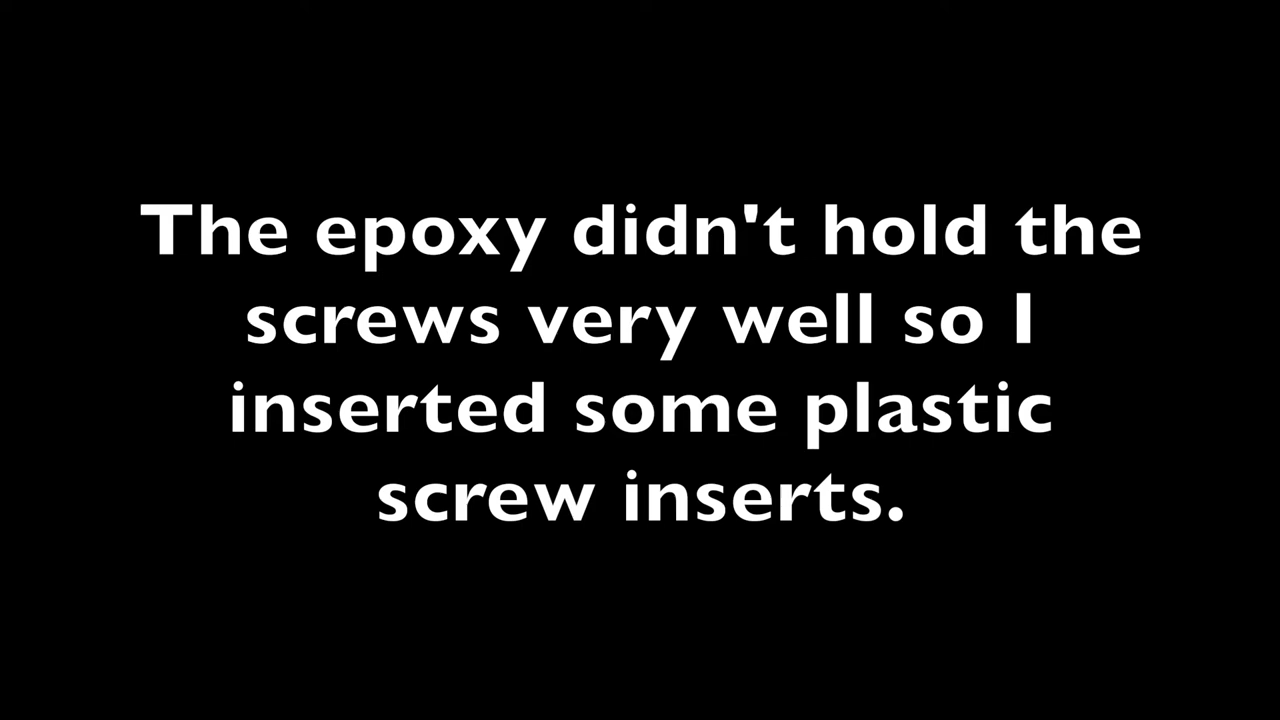 The epoxy didn't hold the
screws very well so I
inserted some plastic
screw inserts.